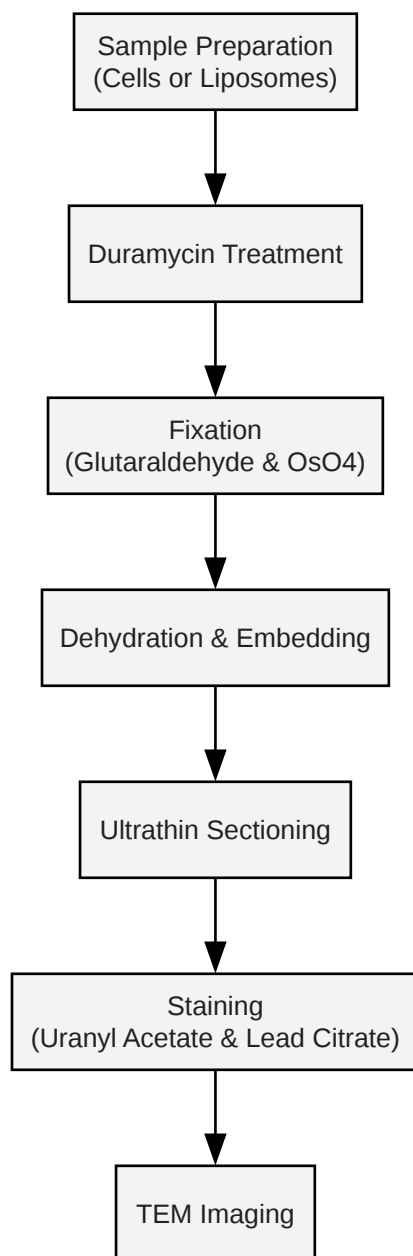 Sample Preparation
(Cells or Liposomes)
Duramycin Treatment
Fixation
(Glutaraldehyde & OsO4)
Dehydration & Embedding
Ultrathin Sectioning
Staining
(Uranyl Acetate & Lead Citrate)
TEM Imaging